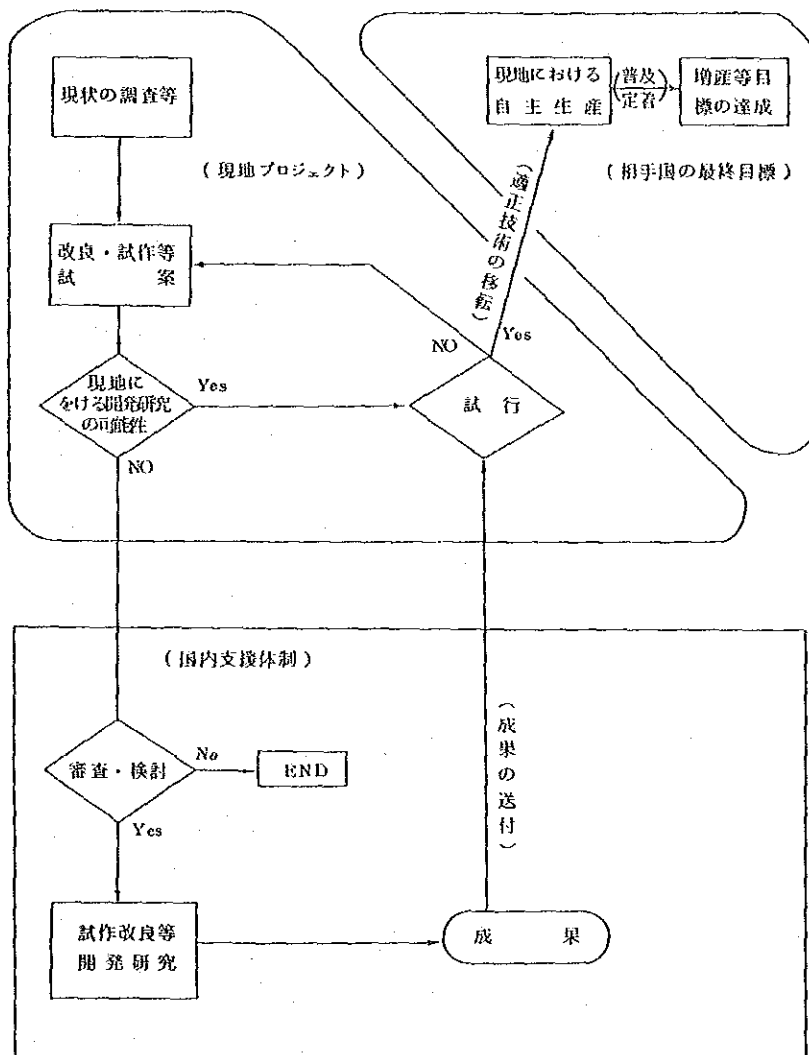 現状の調査等
(現地プロジェクト)
改良・試作等
試案
現地に
をける開発研究
の可能性
Yes
NO
試行
NO
Yes
(適正技術の移転)
現地における
自主生産
(普及
定着)
増産等目
標の達成
(相手国の最終目標)
(国内支援体制)
審査・検討
No
END
Yes
試作改良等
開発研究
成果
(成果の送付)